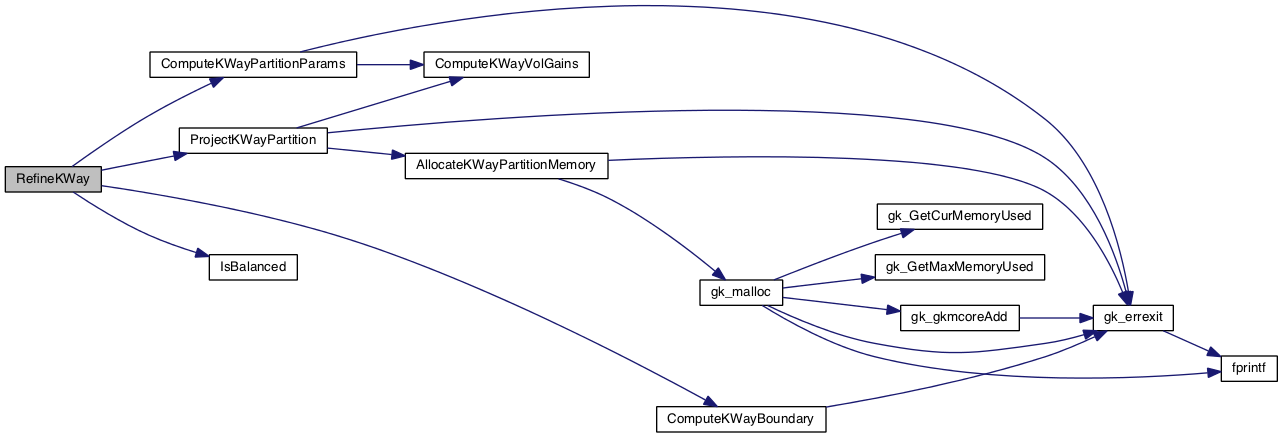 ComputeKWayPartitionParams
ComputeKWayVolGains
ProjectKWayPartition
AllocateKWayPartitionMemory
RefineKWay
gk_GetCurMemoryUsed
IsBalanced
gk_GetMaxMemoryUsed
gk_malloc
gk_gkmcoreAdd
gk_errexit
fprintf
ComputeKWayBoundary